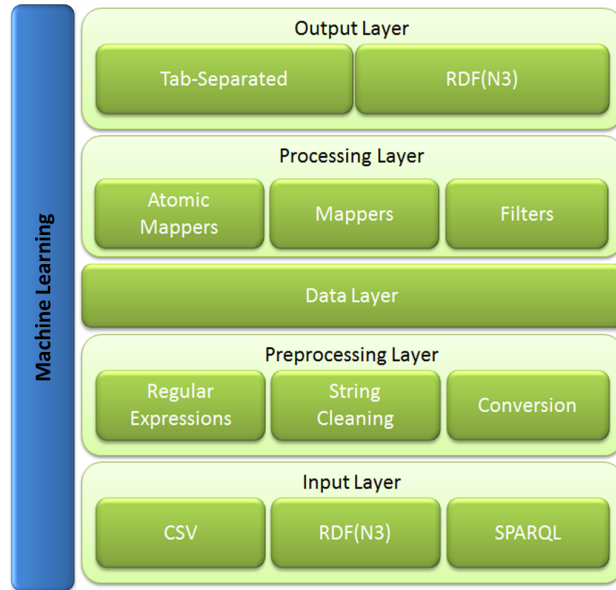 Machine Learning
Output Layer
Tab-Separated
RDF(N3)
Processing Layer
Atomic
Mappers
Mappers
Filters
Data Layer
Preprocessing Layer
Regular
Expressions
String
Cleaning
Conversion
Input Layer
CSV
RDF(N3)
SPARQL